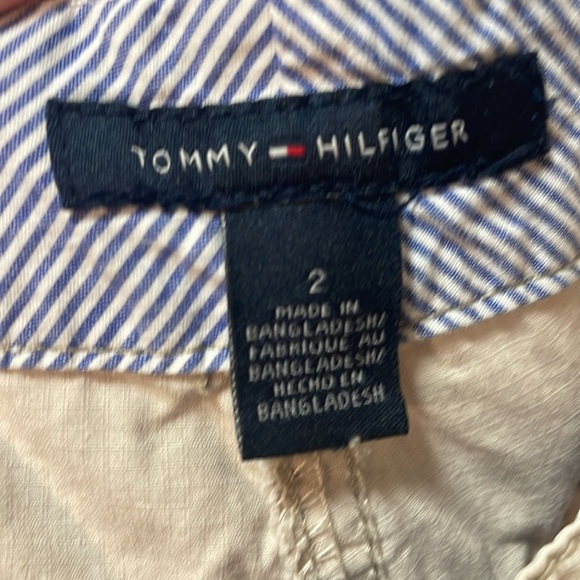 TOMMY HILFIGER
2
MADE IN
BANGLADESH/
FABRIQUE AU
BANGLADESH/
HECHO EN
BANGLADESH